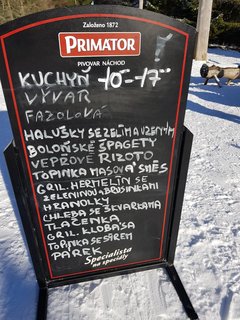 Založeno 1872
PRIMATOR
PIVOVAR NÁCHOD
KUCHYŇ 10-17⁰⁰
VÝVAR
FAZOLOVÁ
HALUŠKY SE ZELÍM A UZENÝM
BOLOŇSKÉ ŠPAGETY
VEPŘOVÉ RIZOTO
TOPINKA MASOVÁ SMĚS
GRIL. HERMELÍN SE
ZELENINOU A BRUSINKAMI
HRANOLKY
CHLEBA SE ŠKVARKAMA
TLAČENKA
GRIL. KLOBÁSA
TOPINKA SE SÝREM
PÁREK
Specialista
na speciály